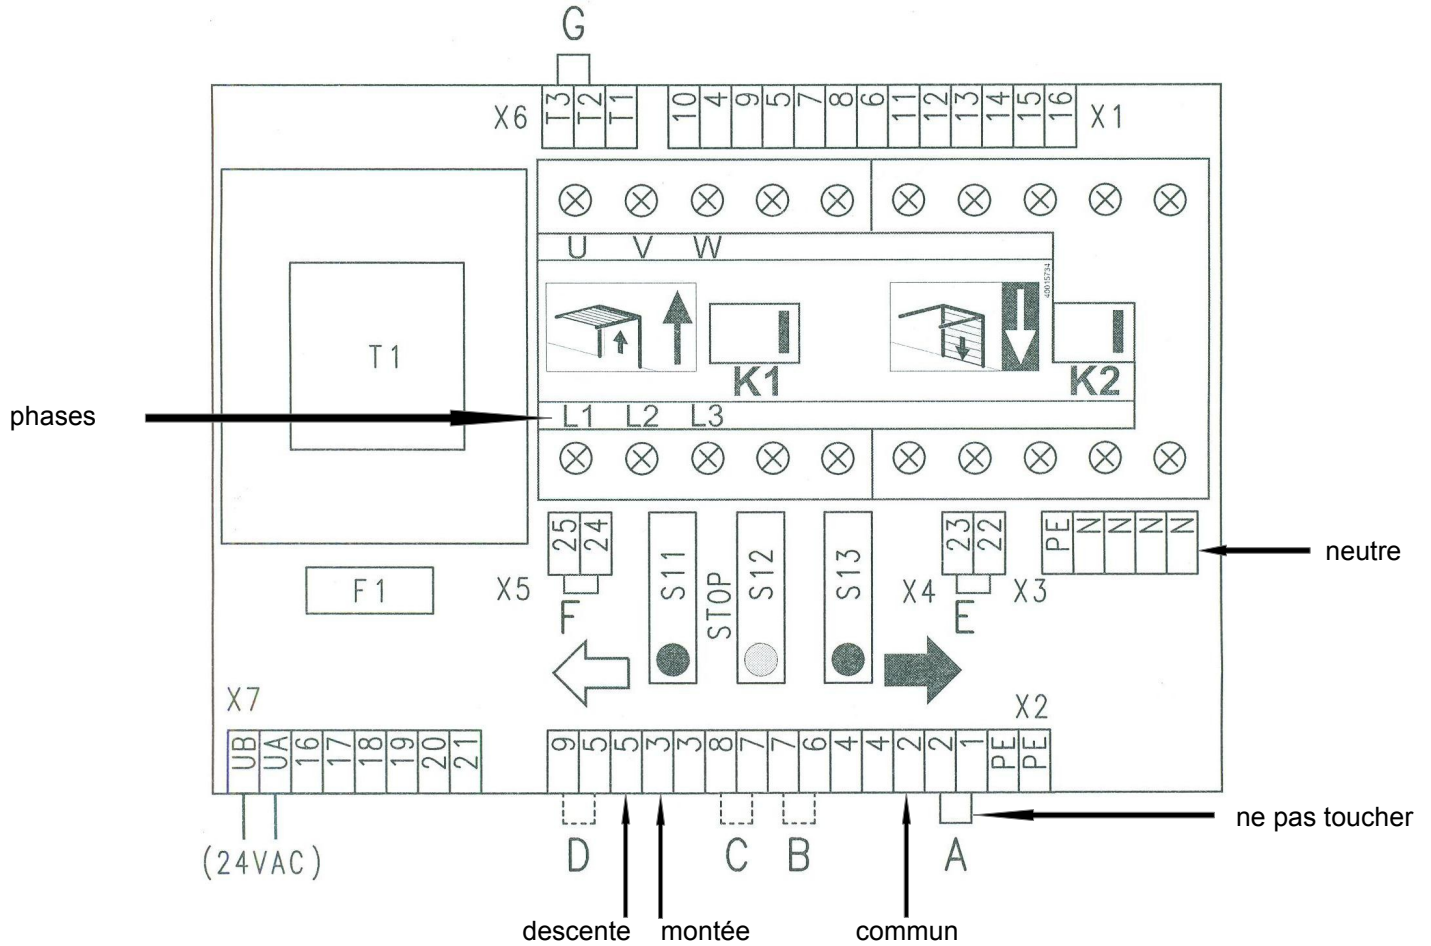 G
X6 T3 T2 T1 10 4 9 5 7 8 6 11 12 13 14 15 16 X1
U V W
40015734
T1
K1 K2
phases
L1 L2 L3
25 24 S11 STOP S12 S13 23 22 PE N N N N
neutre
X5 F1 F X4 E X3
X7 X2
UB UA 16 17 18 19 20 21 9 5 5 3 3 8 7 7 6 4 4 2 2 1 PE PE
ne pas toucher
(24VAC) D C B A
descente montée commun